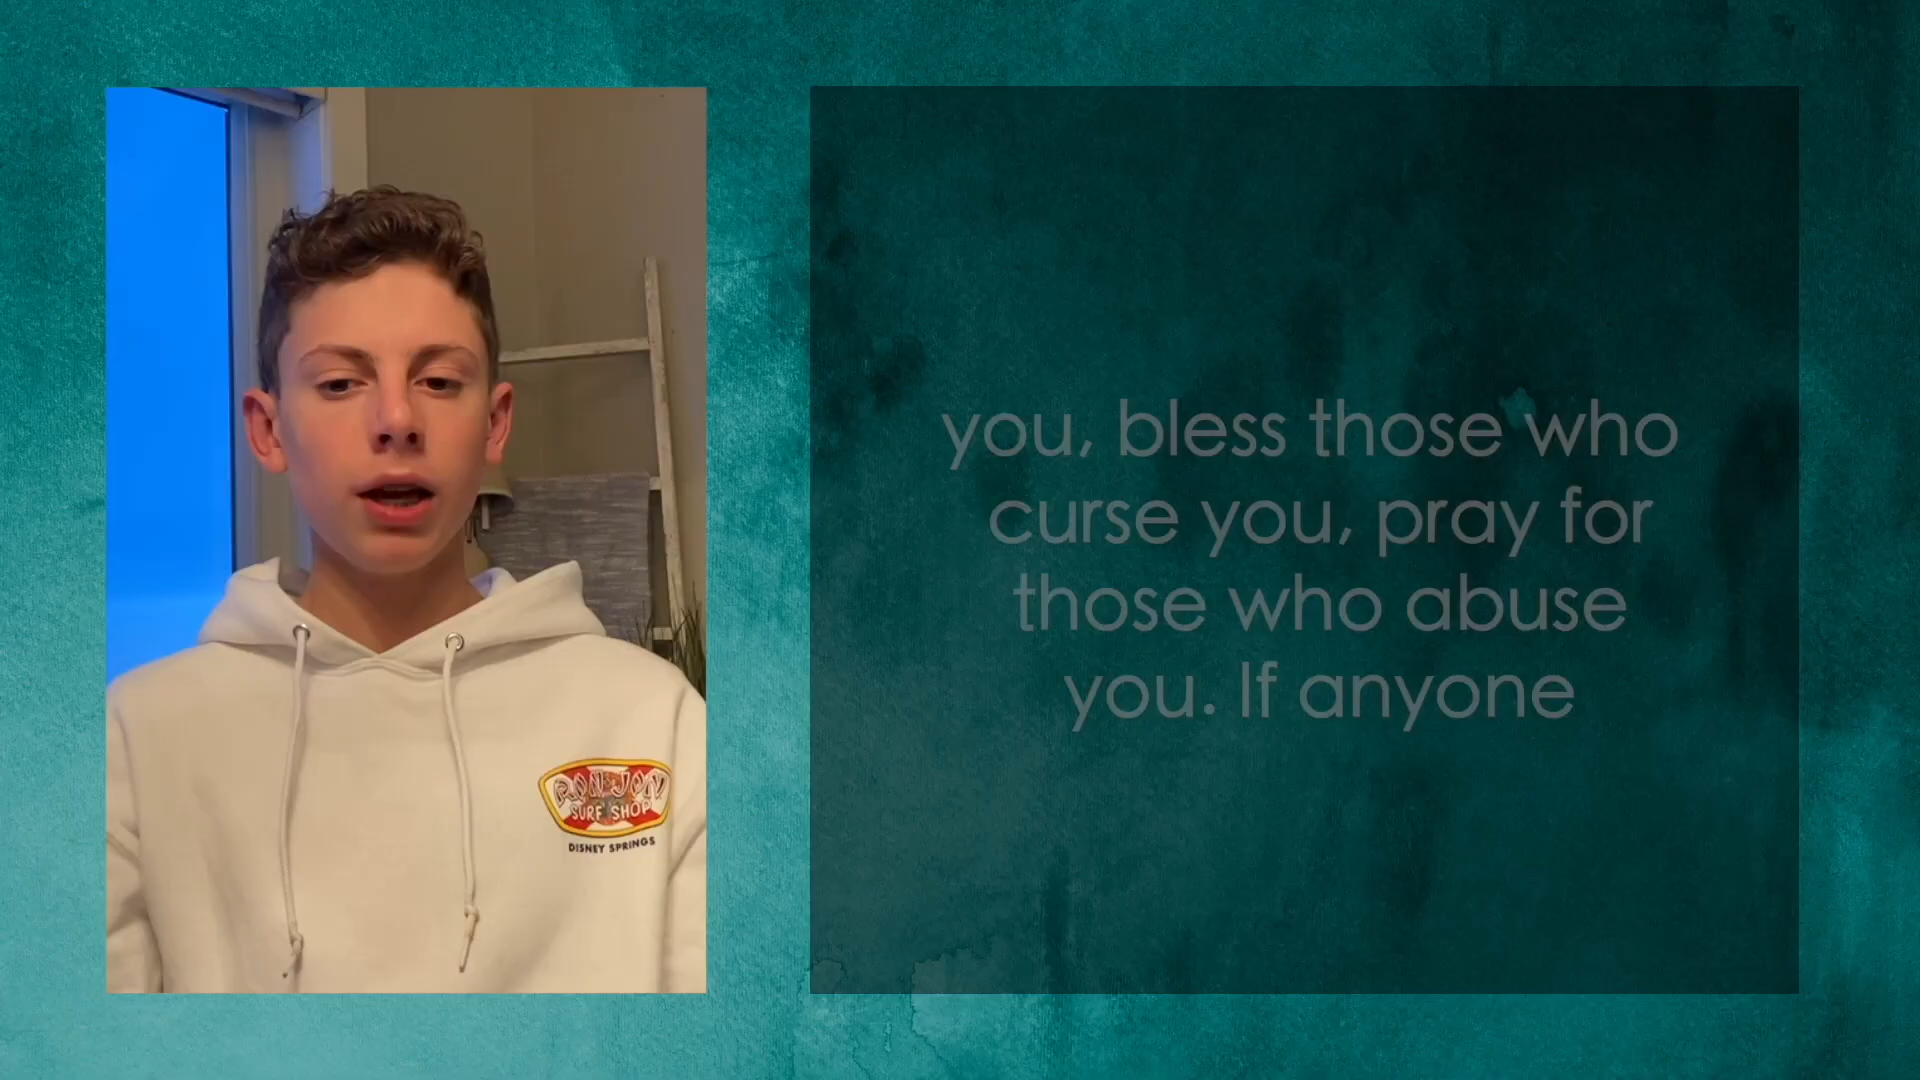 you, bless those who
curse you, pray for
those who abuse
you. If anyone
RON JON
SURF SHOP
DISNEY SPRINGS